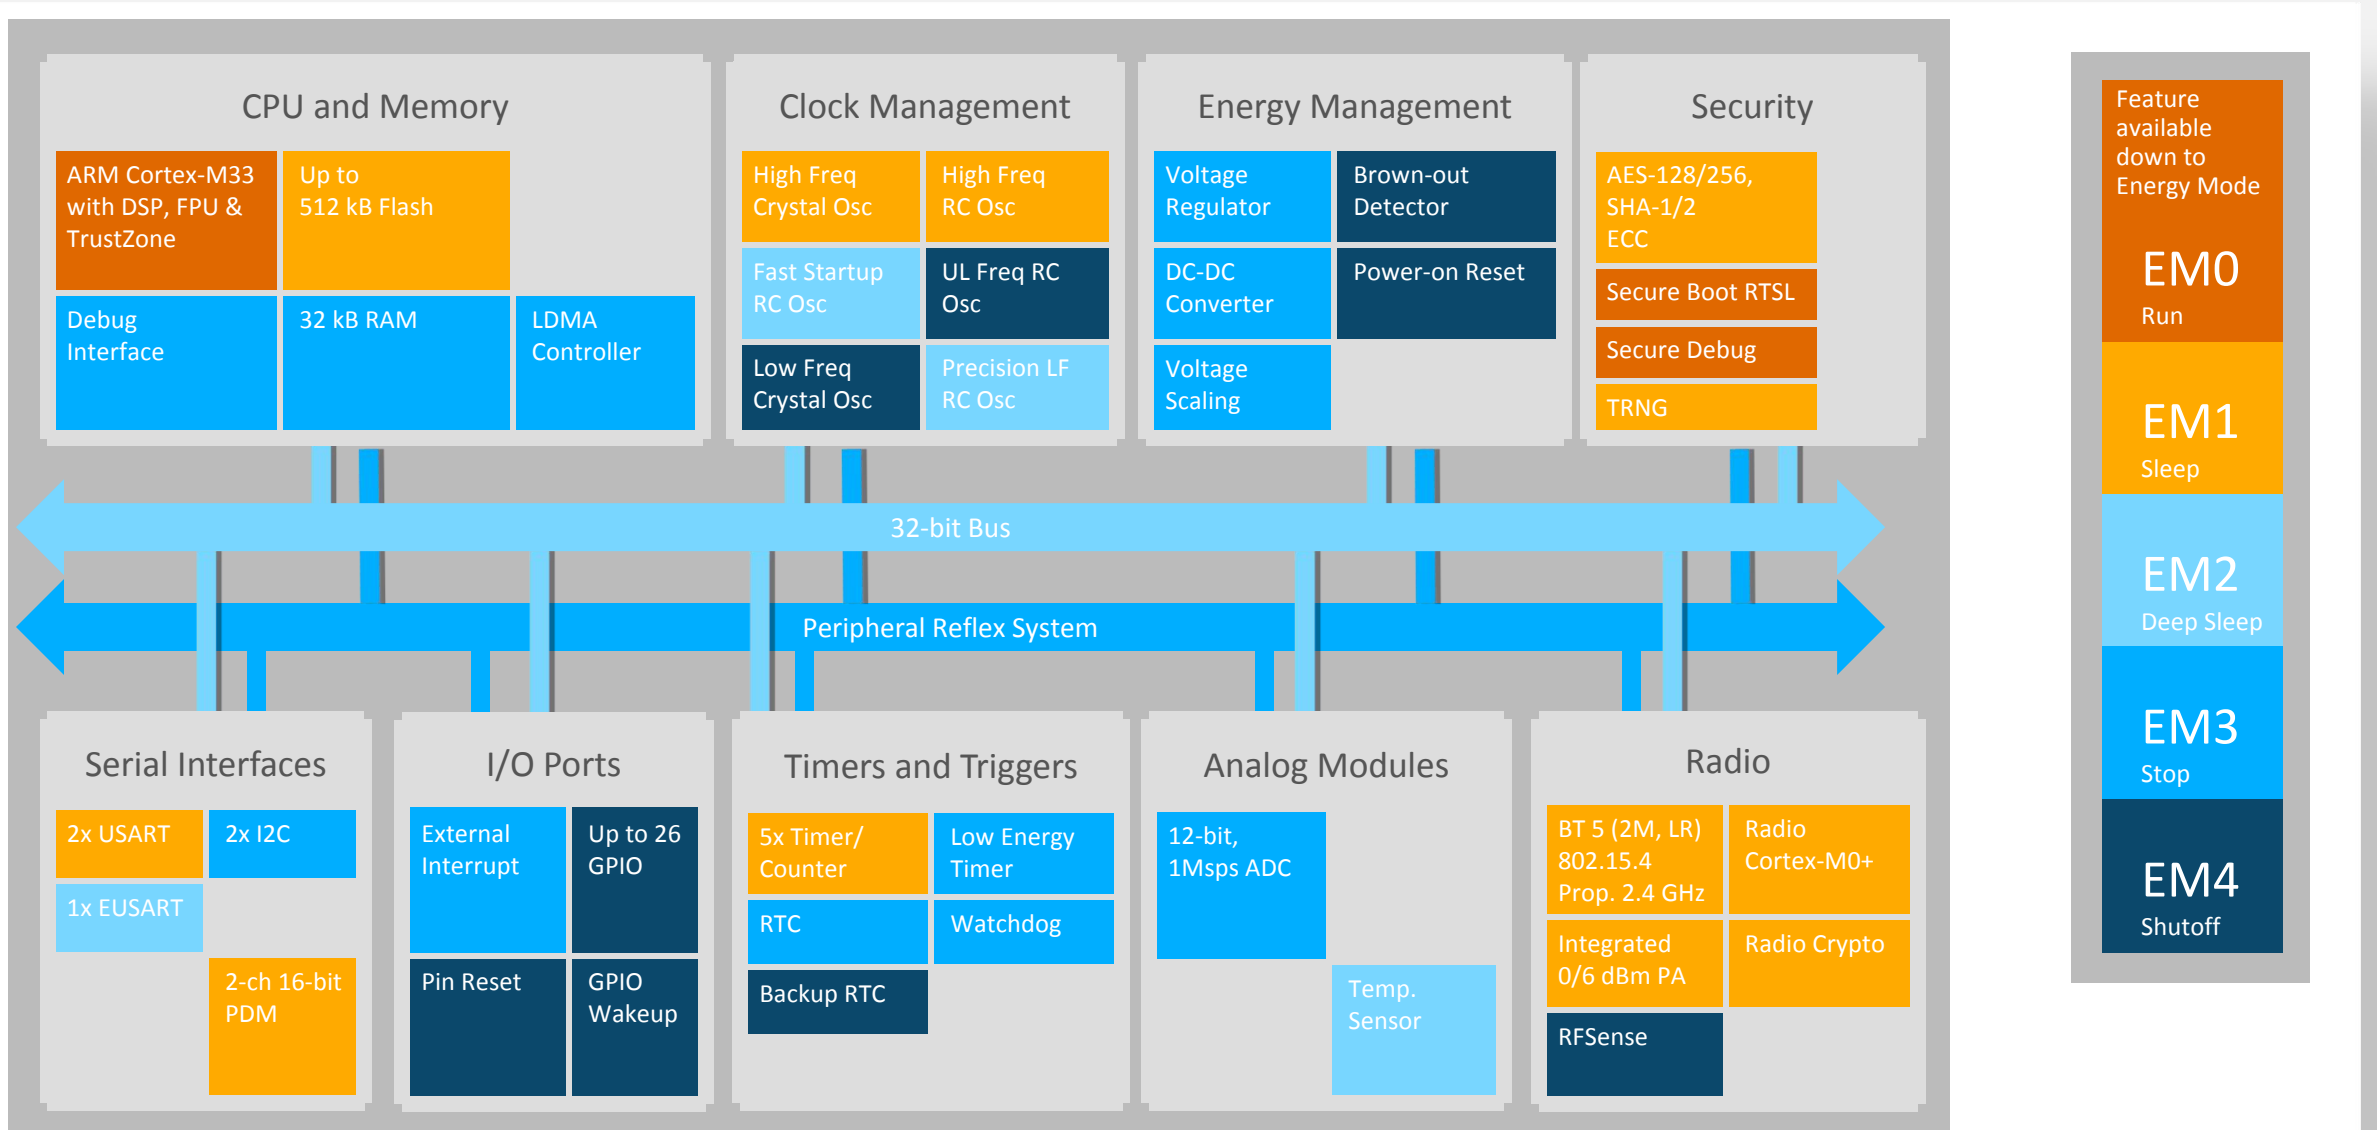 CPU and Memory
ARM Cortex-M33
with DSP, FPU &
TrustZone
Up to
512 kB Flash
Debug
Interface
32 kB RAM
LDMA
Controller
Clock Management
High Freq
Crystal Osc
High Freq
RC Osc
Fast Startup
RC Osc
UL Freq RC
Osc
Low Freq
Crystal Osc
Precision LF
RC Osc
Energy Management
Voltage
Regulator
Brown-out
Detector
DC-DC
Converter
Power-on Reset
Voltage
Scaling
Security
AES-128/256,
SHA-1/2
ECC
Secure Boot RTSL
Secure Debug
TRNG
32-bit Bus
Peripheral Reflex System
Serial Interfaces
2x USART
2x I2C
1x EUSART
2-ch 16-bit
PDM
I/O Ports
External
Interrupt
Up to 26
GPIO
Pin Reset
GPIO
Wakeup
Timers and Triggers
5x Timer/
Counter
Low Energy
Timer
RTC
Watchdog
Backup RTC
Analog Modules
12-bit,
1Msps ADC
Temp.
Sensor
Radio
BT 5 (2M, LR)
802.15.4
Prop. 2.4 GHz
Radio
Cortex-M0+
Integrated
0/6 dBm PA
Radio Crypto
RFSense
Feature
available
down to
Energy Mode
EM0
Run
EM1
Sleep
EM2
Deep Sleep
EM3
Stop
EM4
Shutoff